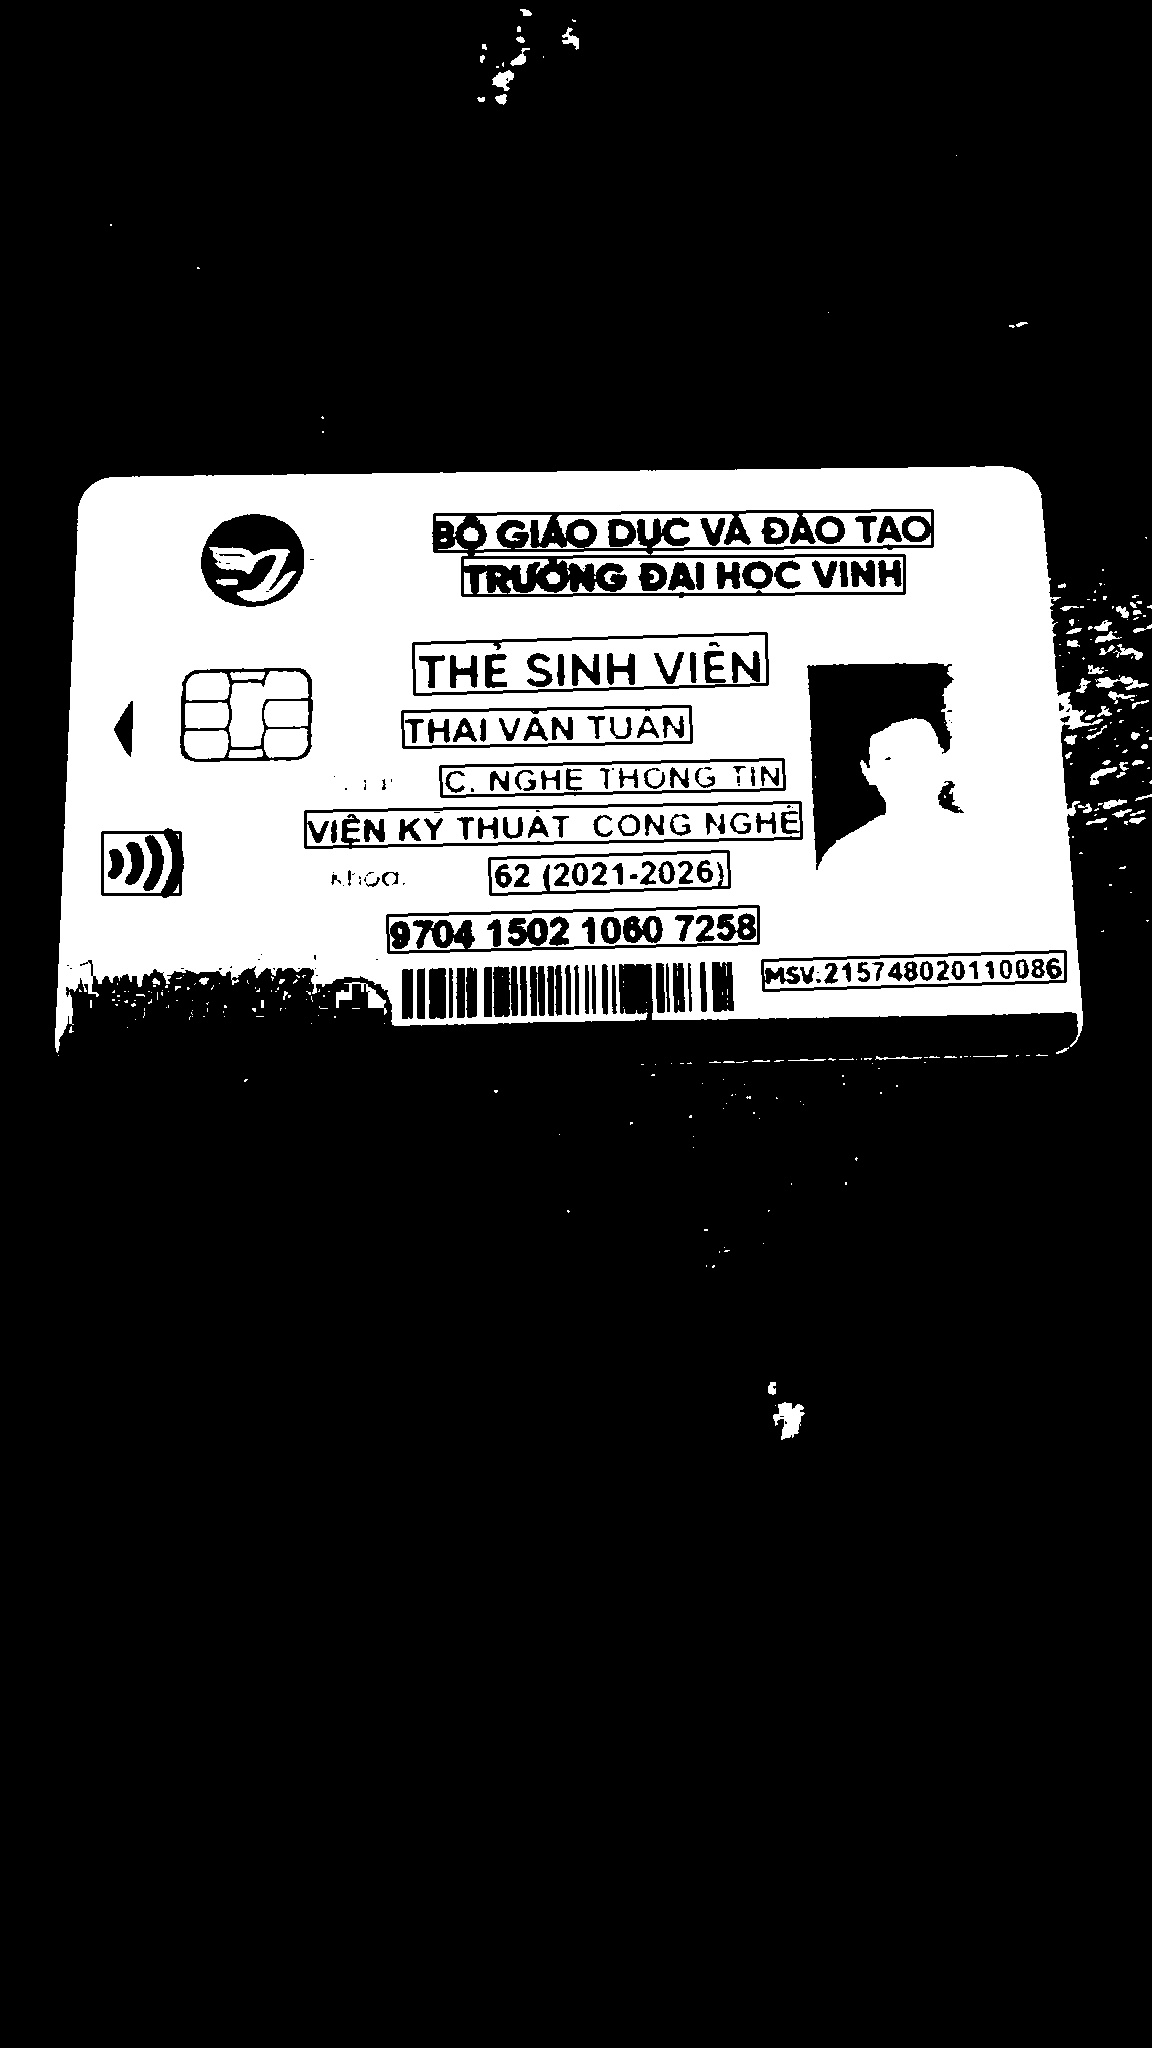 BỘ GIÁO DỤC VÀ ĐÀO TẠO
TRƯỜNG ĐẠI HỌC VINH
THẺ SINH VIÊN
THAI VĂN TUẤN
C. NGHE THONG TIN
VIỆN KỸ THUẬT CONG NGHỆ
Khoa: 62 (2021-2026)
9704 1502 1060 7258
MSV.215748020110086